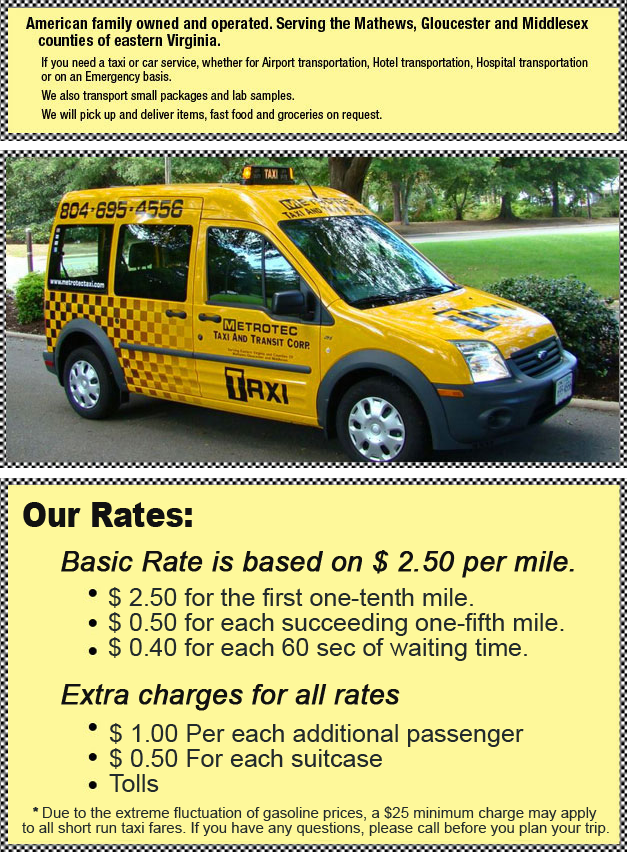 American family owned and operated. Serving the Mathews, Gloucester and Middlesex
counties of eastern Virginia.
If you need a taxi or car service, whether for Airport transportation, Hotel transportation, Hospital transportation
or on an Emergency basis.
We also transport small packages and lab samples.
We will pick up and deliver items, fast food and groceries on request.
TAXI
804-695-4556
METROTEC
TAXI AND TRANSIT
www.metrotectaxi.com
METROTEC
TAXI AND TRANSIT CORP.
TAXI
TAXI
Our Rates:
Basic Rate is based on $ 2.50 per mile.
• $ 2.50 for the first one-tenth mile.
• $ 0.50 for each succeeding one-fifth mile.
• $ 0.40 for each 60 sec of waiting time.
Extra charges for all rates
• $ 1.00 Per each additional passenger
• $ 0.50 For each suitcase
• Tolls
* Due to the extreme fluctuation of gasoline prices, a $25 minimum charge may apply
to all short run taxi fares. If you have any questions, please call before you plan your trip.